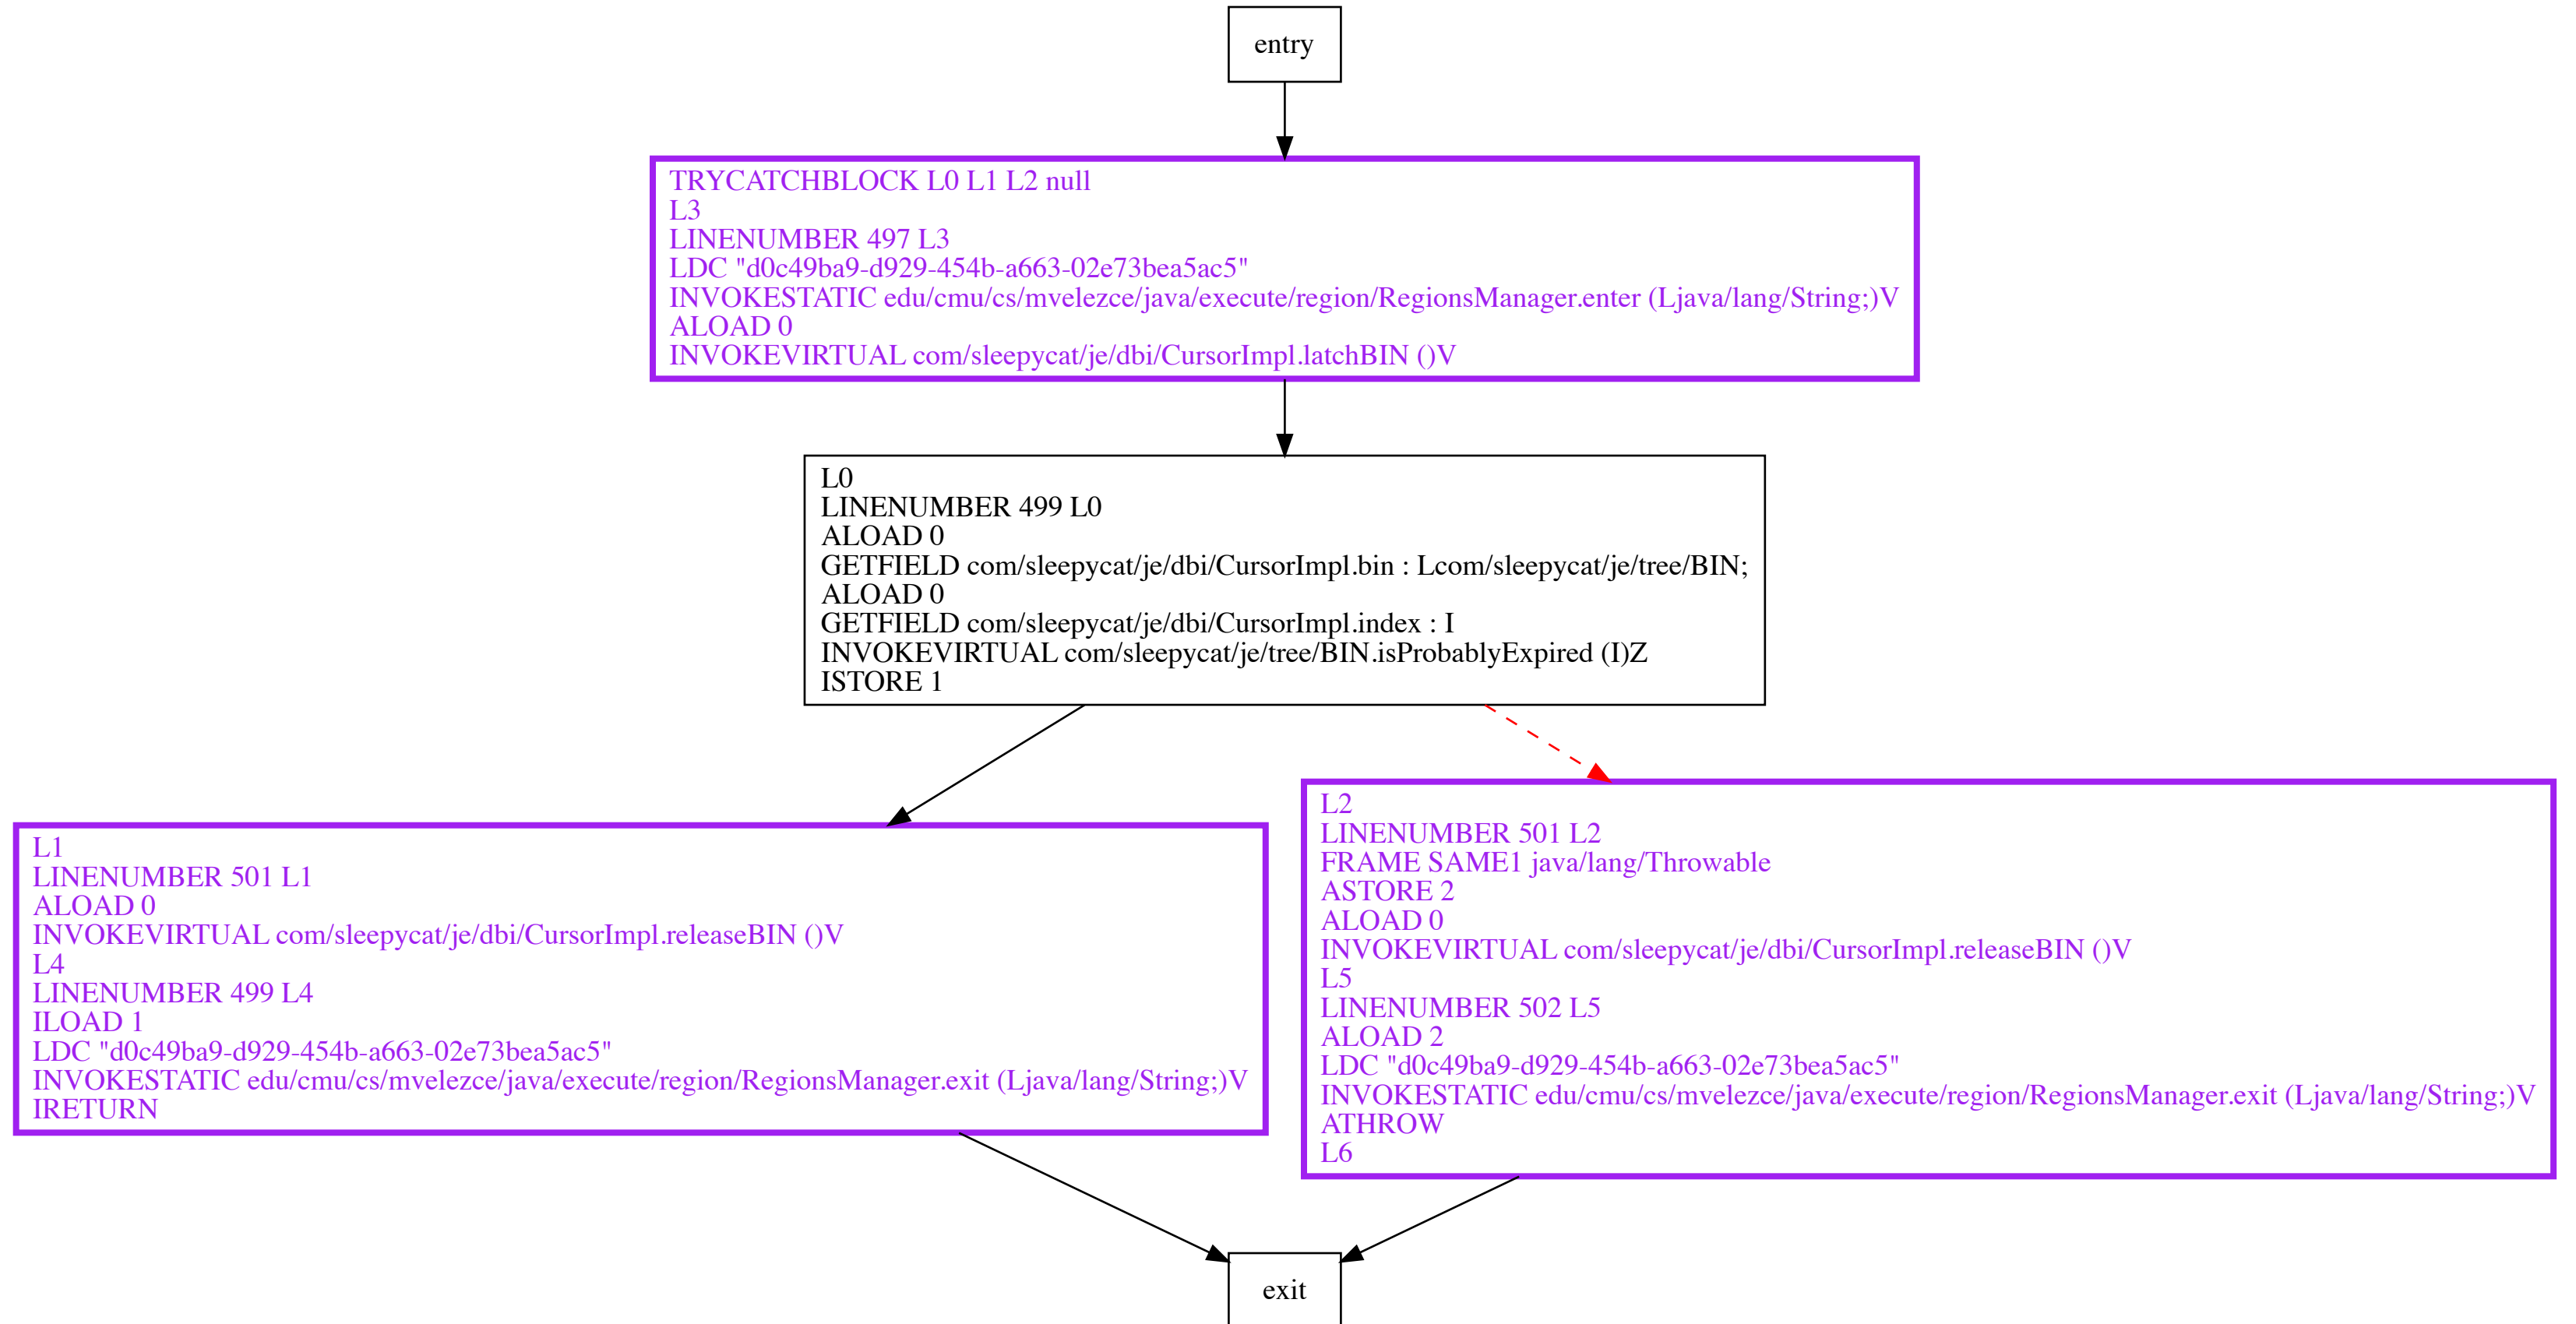 entry
TRYCATCHBLOCK L0 L1 L2 null
L3
LINENUMBER 497 L3
LDC "d0c49ba9-d929-454b-a663-02e73bea5ac5"
INVOKESTATIC edu/cmu/cs/mvelezce/java/execute/region/RegionsManager.enter (Ljava/lang/String;)V
ALOAD 0
INVOKEVIRTUAL com/sleepycat/je/dbi/CursorImpl.latchBIN ()V
L0
LINENUMBER 499 L0
ALOAD 0
GETFIELD com/sleepycat/je/dbi/CursorImpl.bin : Lcom/sleepycat/je/tree/BIN;
ALOAD 0
GETFIELD com/sleepycat/je/dbi/CursorImpl.index : I
INVOKEVIRTUAL com/sleepycat/je/tree/BIN.isProbablyExpired (I)Z
ISTORE 1
L1
LINENUMBER 501 L1
ALOAD 0
INVOKEVIRTUAL com/sleepycat/je/dbi/CursorImpl.releaseBIN ()V
L4
LINENUMBER 499 L4
ILOAD 1
LDC "d0c49ba9-d929-454b-a663-02e73bea5ac5"
INVOKESTATIC edu/cmu/cs/mvelezce/java/execute/region/RegionsManager.exit (Ljava/lang/String;)V
IRETURN
L2
LINENUMBER 501 L2
FRAME SAME1 java/lang/Throwable
ASTORE 2
ALOAD 0
INVOKEVIRTUAL com/sleepycat/je/dbi/CursorImpl.releaseBIN ()V
L5
LINENUMBER 502 L5
ALOAD 2
LDC "d0c49ba9-d929-454b-a663-02e73bea5ac5"
INVOKESTATIC edu/cmu/cs/mvelezce/java/execute/region/RegionsManager.exit (Ljava/lang/String;)V
ATHROW
L6
exit